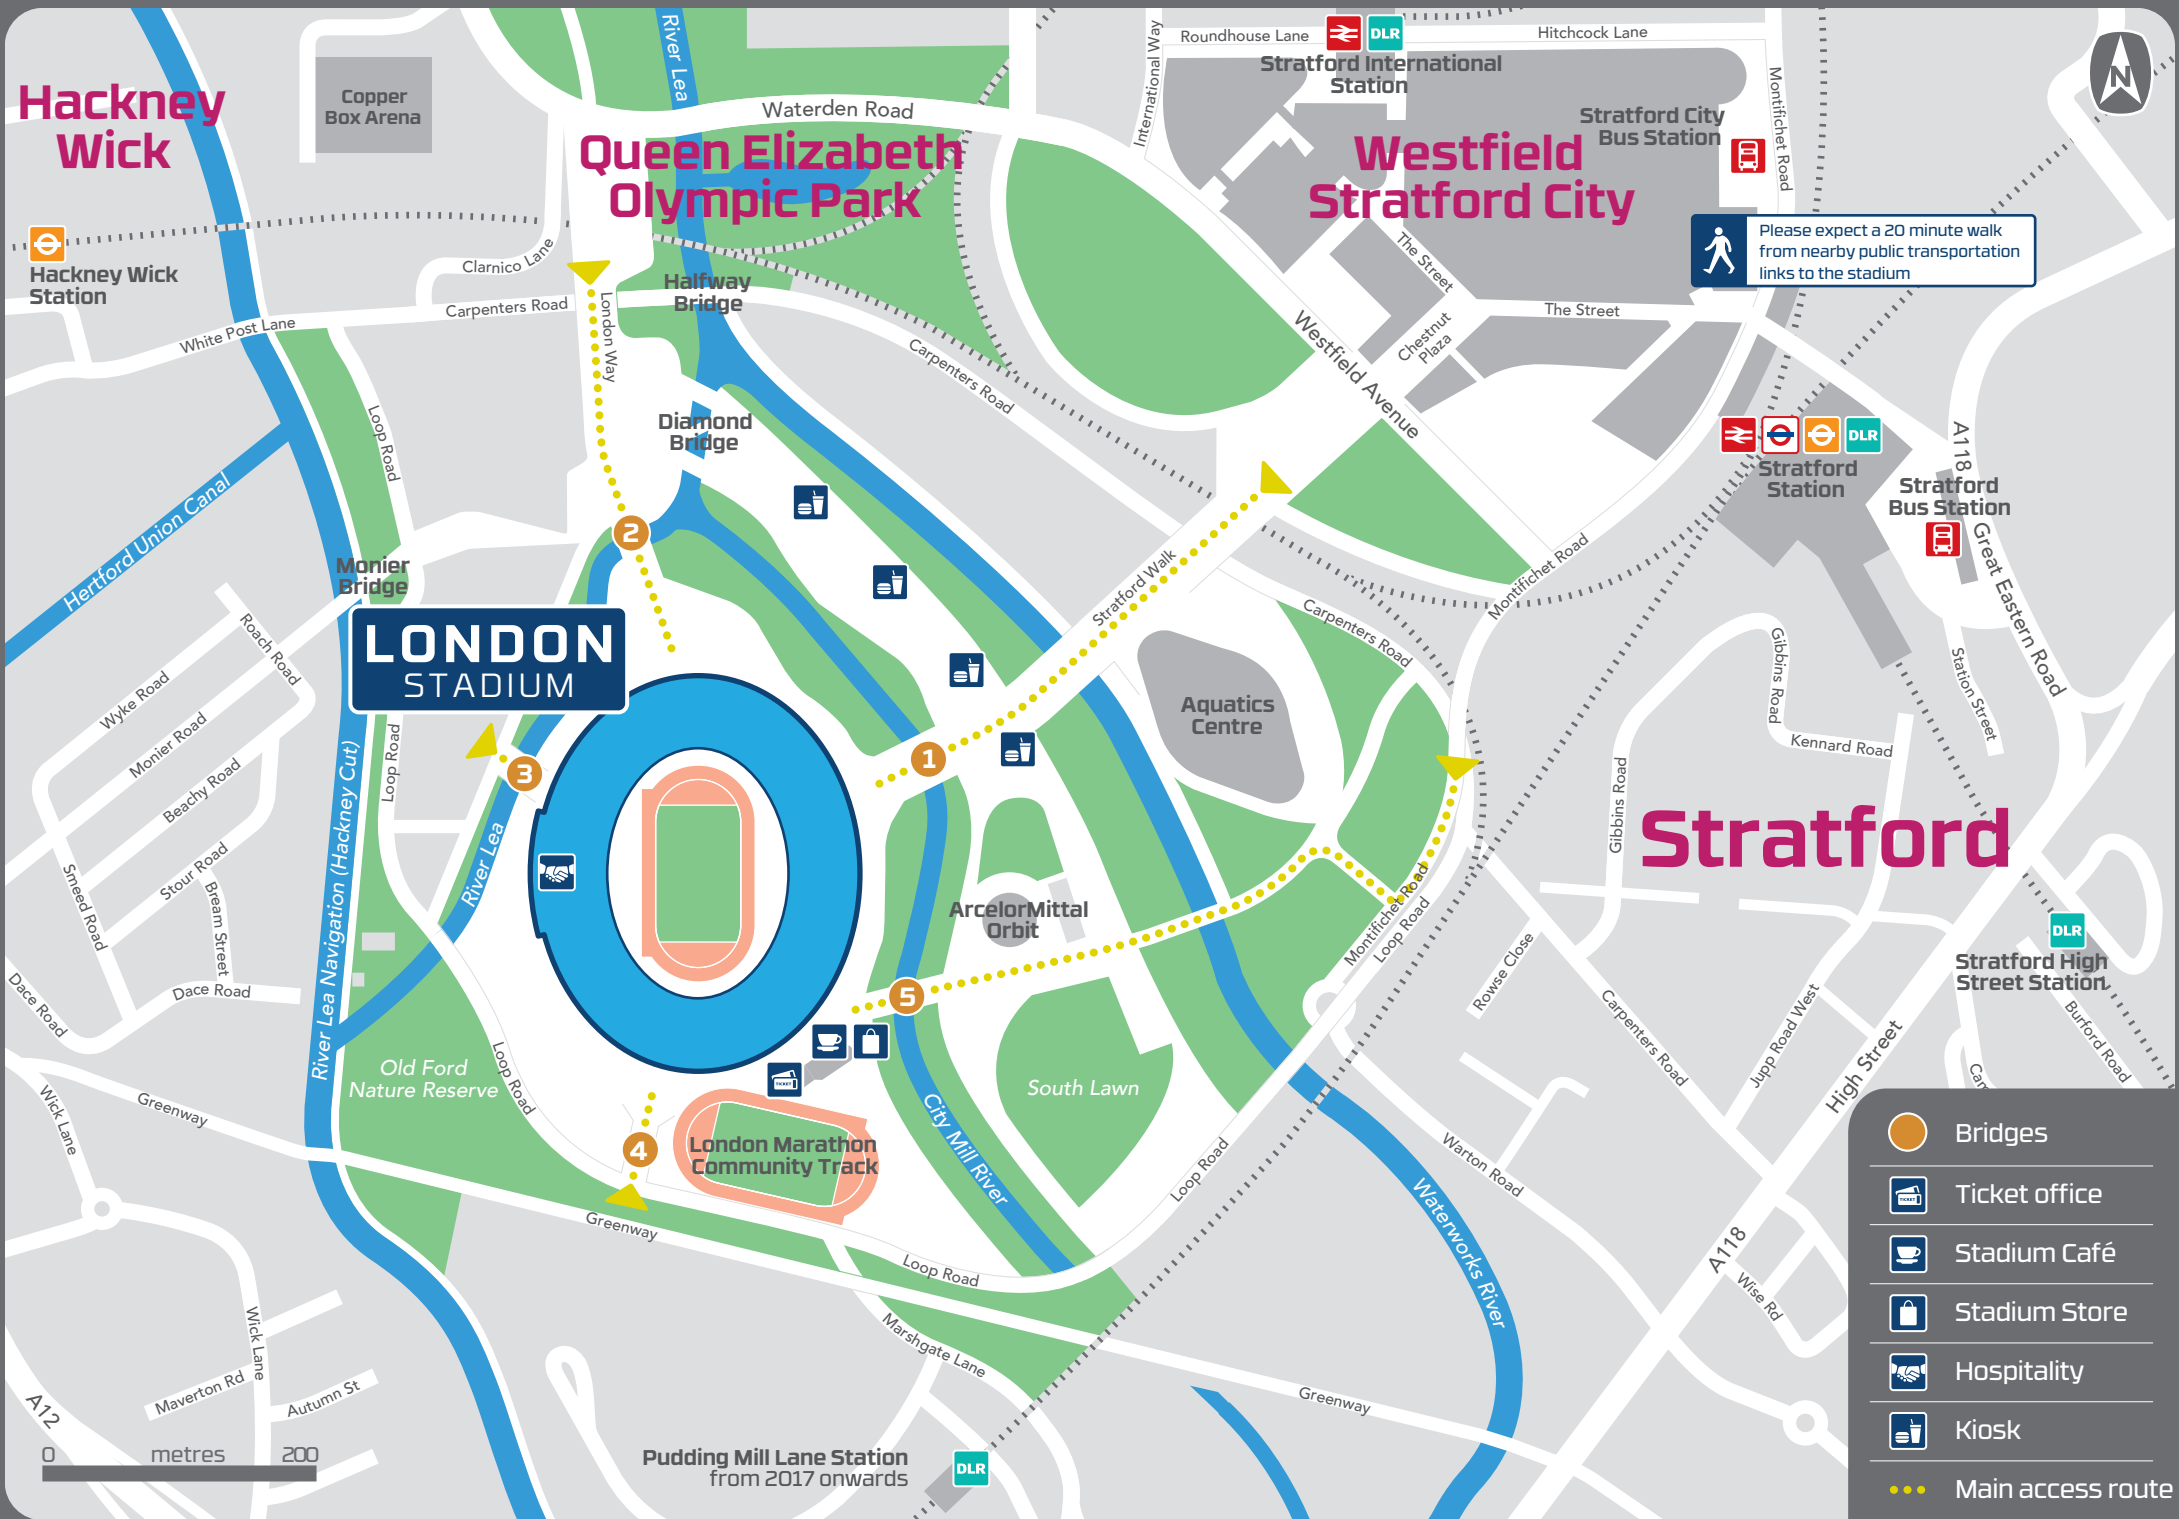 River Lea
International Way
Roundhouse Lane
DLR
Hitchcock Lane
Stratford International
Station
Montfichet Road
N
Hackney
Wick
Copper
Box Arena
Waterden Road
Stratford City
Bus Station
Queen Elizabeth
Olympic Park
Westfield
Stratford City
Please expect a 20 minute walk
from nearby public transportation
links to the stadium
Hackney Wick
Station
Clarnico Lane
Carpenters Road
White Post Lane
London Way
Halfway
Bridge
The Street
The Street
Chestnut
Plaza
Westfield Avenue
Carpenters Road
Loop Road
Diamond
Bridge
DLR
Stratford
Station
A118
Stratford
Bus Station
Great Eastern Road
Hertford Union Canal
2
Monier
Bridge
Stratford Walk
Montfichet Road
Carpenters Road
Roach Road
LONDON
STADIUM
Gibbins Road
Station Street
Wyke Road
Monier Road
Beachy Road
Loop Road
3
1
Aquatics
Centre
Kennard Road
Gibbins Road
Stratford
River Lea Navigation (Hackney Cut)
River Lea
Stour Road
Smeed Road
Bream Street
Dace Road
Dace Road
ArcelorMittal
Orbit
Montfichet Road
Loop Road
Rowse Close
DLR
Stratford High
Street Station
5
Old Ford
Nature Reserve
Loop Road
TICKET
South Lawn
Carpenters Road
Jupp Road West
High Street
Burford Road
Cam
Greenway
Wick Lane
City Mill River
4
London Marathon
Community Track
Loop Road
Warton Road
Waterworks River
Greenway
Loop Road
A118
Wise Rd
Marshgate Lane
Wick Lane
Maverton Rd
Autumn St
A12
Greenway
0 metres 200
Pudding Mill Lane Station
from 2017 onwards
DLR
Bridges
TICKET
Ticket office
Stadium Café
Stadium Store
Hospitality
Kiosk
Main access route